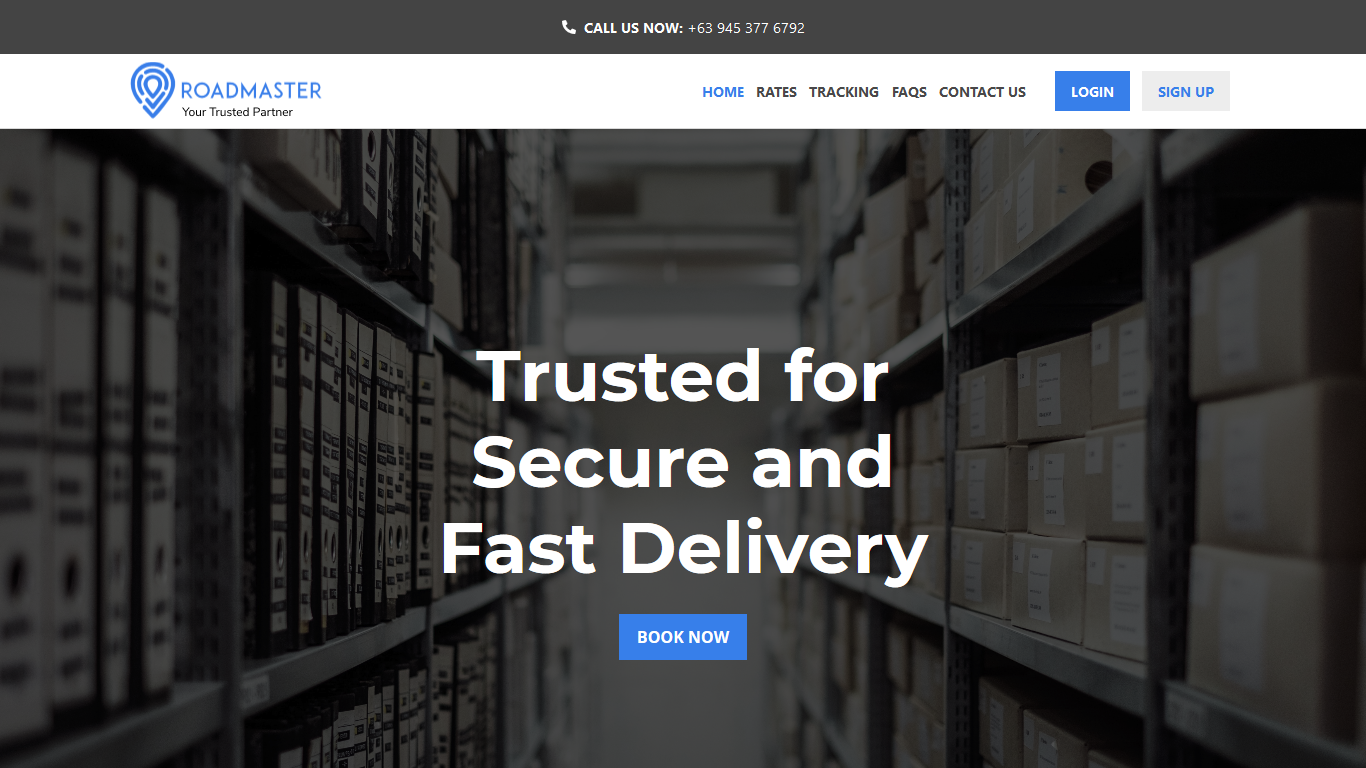 CALL US NOW: +63 945 377 6792
ROADMASTER
Your Trusted Partner
HOME RATES TRACKING FAQS CONTACT US LOGIN SIGN UP
Trusted for
Secure and
Fast Delivery
BOOK NOW